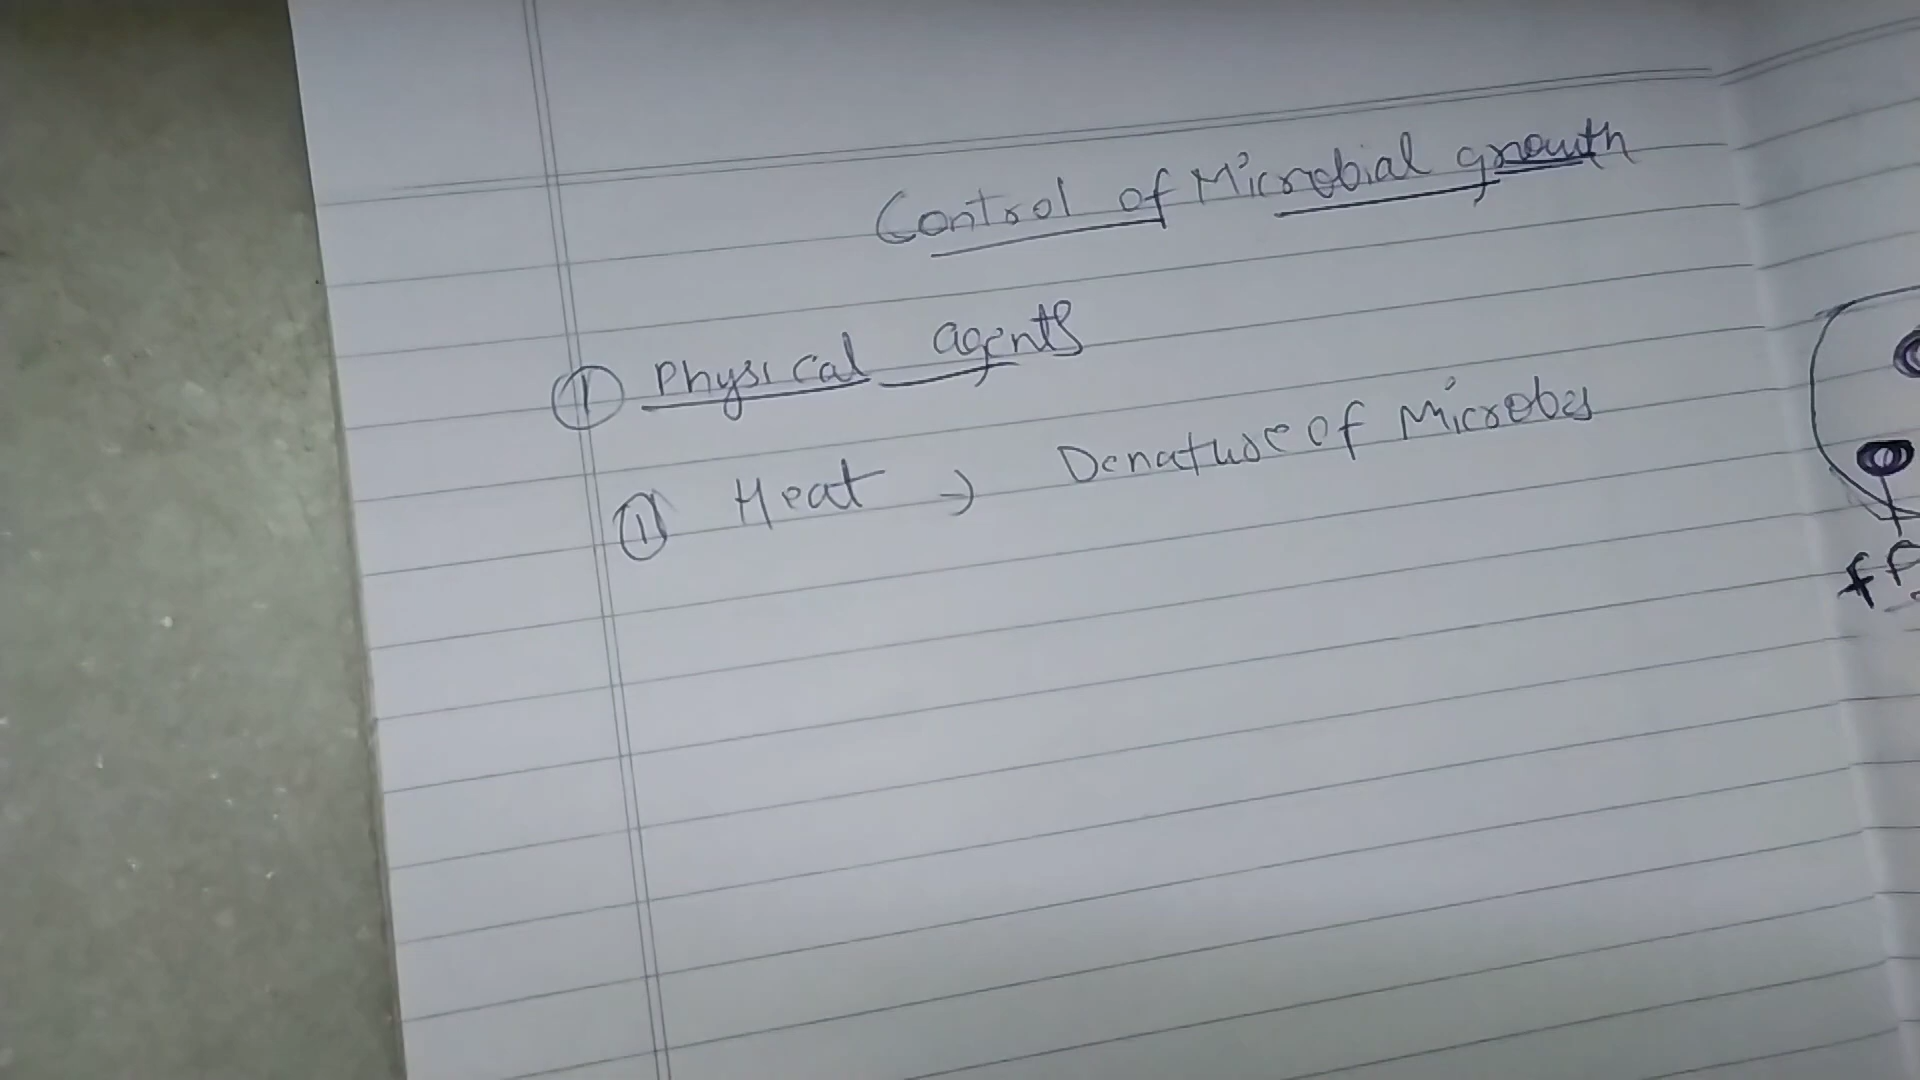 Control of Microbial growth
① Physical agents
① Heat → Denature of Microbes